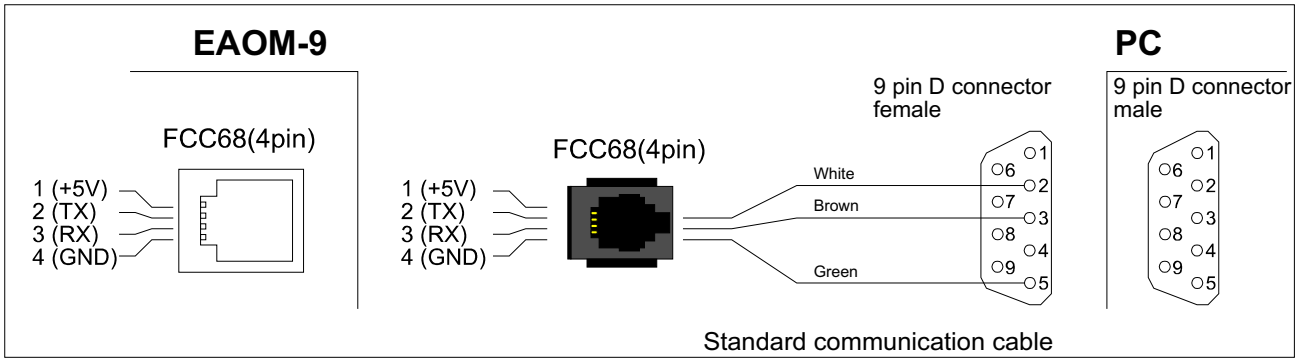 EAOM-9
PC
9 pin D connector
female
9 pin D connector
male
FCC68(4pin)
1 (+5V)
2 (TX)
3 (RX)
4 (GND)
FCC68(4pin)
1 (+5V)
2 (TX)
3 (RX)
4 (GND)
White
Brown
Green
1
6
2
7
3
8
4
9
5
1
6
2
7
3
8
4
9
5
Standard communication cable